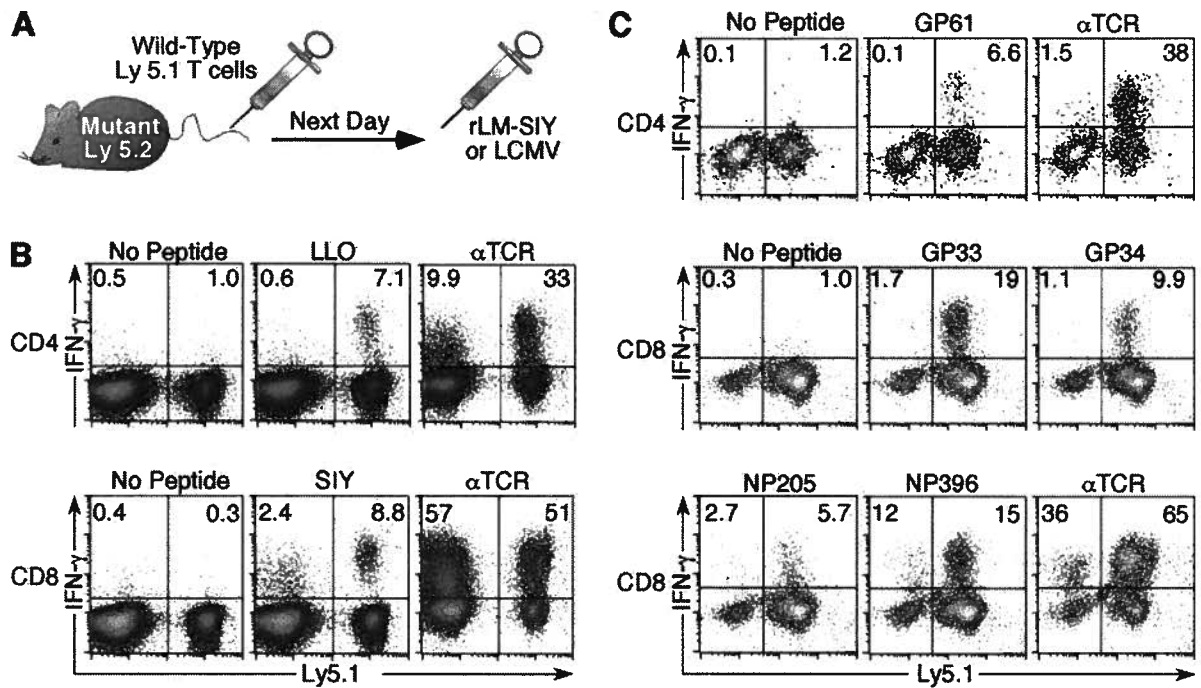 A
Wild-Type
Ly 5.1 T cells
Mutant
Ly 5.2
Next Day
rLM-SIY
or LCMV
B
No Peptide LLO αTCR
0.5 1.0 0.6 7.1 9.9 33
CD4
IFN-γ
No Peptide SIY αTCR
0.4 0.3 2.4 8.8 57 51
CD8
IFN-γ
Ly5.1
C
No Peptide GP61 αTCR
0.1 1.2 0.1 6.6 1.5 38
CD4
IFN-γ
No Peptide GP33 GP34
0.3 1.0 1.7 19 1.1 9.9
CD8
IFN-γ
NP205 NP396 αTCR
2.7 5.7 12 15 36 65
CD8
IFN-γ
Ly5.1